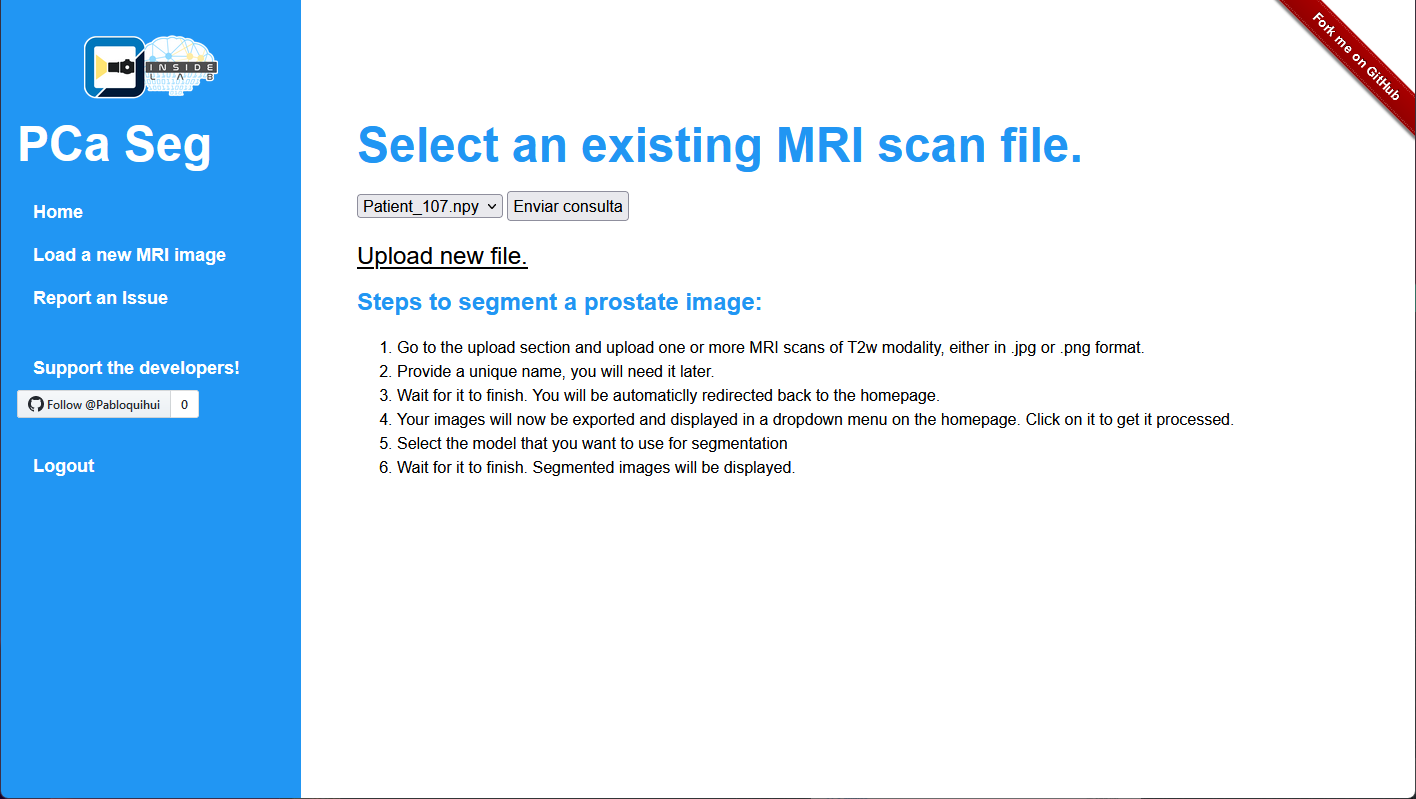 INSIDE
LAB
PCa Seg
Home
Load a new MRI image
Report an Issue
Support the developers!
Follow @Pabloquihui 0
Logout
Fork me on GitHub
Select an existing MRI scan file.
Patient_107.npy Enviar consulta
Upload new file.
Steps to segment a prostate image:
1. Go to the upload section and upload one or more MRI scans of T2w modality, either in .jpg or .png format.
2. Provide a unique name, you will need it later.
3. Wait for it to finish. You will be automaticlly redirected back to the homepage.
4. Your images will now be exported and displayed in a dropdown menu on the homepage. Click on it to get it processed.
5. Select the model that you want to use for segmentation
6. Wait for it to finish. Segmented images will be displayed.